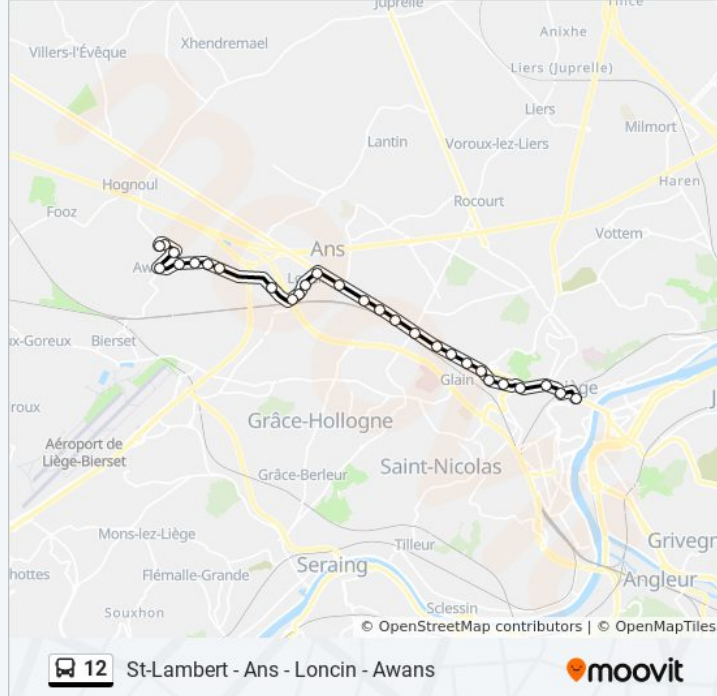 Juprelle
Villers-l'Évêque
Xhendremael
Anixhe
Liers (Juprelle)
Liers
Milmort
Lantin
Voroux-lez-Liers
Hognoul
Haren
Fooz
Rocourt
Vottem
Ans
Aw
Bierset
Glain
ège
Grâce-Hollogne
Aéroport de
Liège-Bierset
Saint-Nicolas
Grâce-Berleur
Mons-lez-Liège
Grivegn
Tilleur
Seraing
Flémalle-Grande
Angleur
hottes
Souxhon
Sclessin
© OpenStreetMap contributors | © OpenMapTiles
12 St-Lambert - Ans - Loncin - Awans
moovit